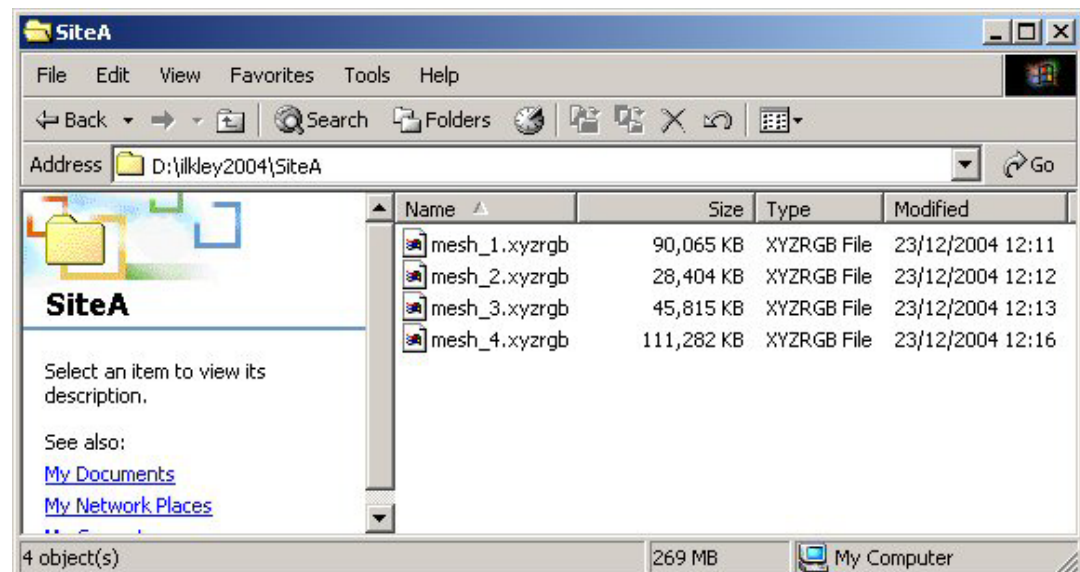 SiteA
File Edit View Favorites Tools Help
Back Search Folders
Address D:\ilkley2004\SiteA Go
Name Size Type Modified
mesh_1.xyzrgb 90,065 KB XYZRGB File 23/12/2004 12:11
mesh_2.xyzrgb 28,404 KB XYZRGB File 23/12/2004 12:12
mesh_3.xyzrgb 45,815 KB XYZRGB File 23/12/2004 12:13
mesh_4.xyzrgb 111,282 KB XYZRGB File 23/12/2004 12:16
SiteA
Select an item to view its
description.
See also:
My Documents
My Network Places
4 object(s) 269 MB My Computer